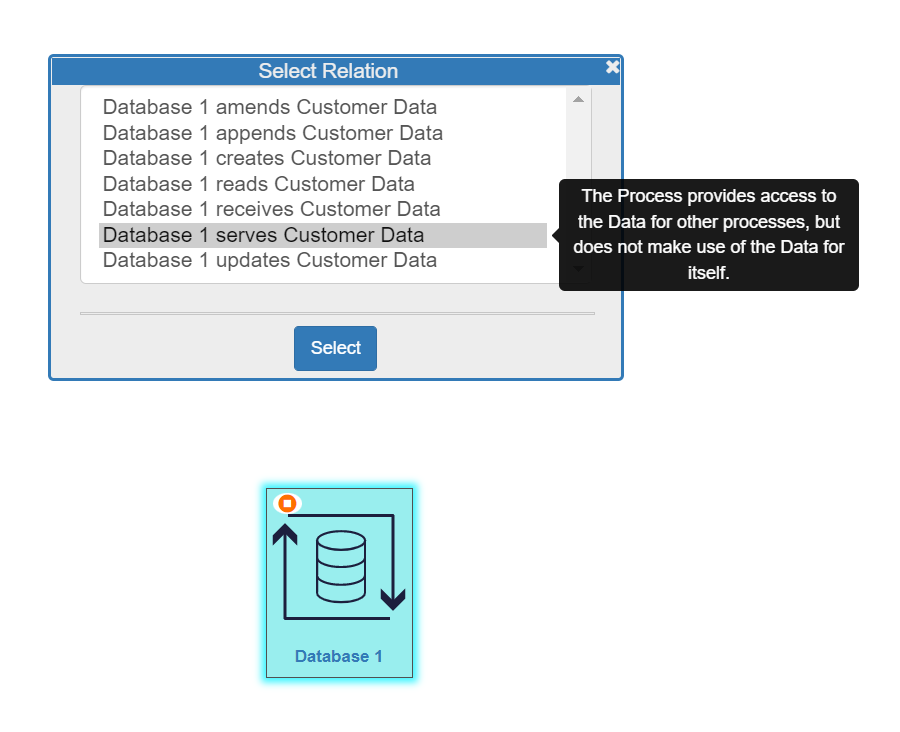 Select Relation
Database 1 amends Customer Data
Database 1 appends Customer Data
Database 1 creates Customer Data
Database 1 reads Customer Data
Database 1 receives Customer Data
Database 1 serves Customer Data
Database 1 updates Customer Data
The Process provides access to
the Data for other processes, but
does not make use of the Data for
itself.
Select
Database 1